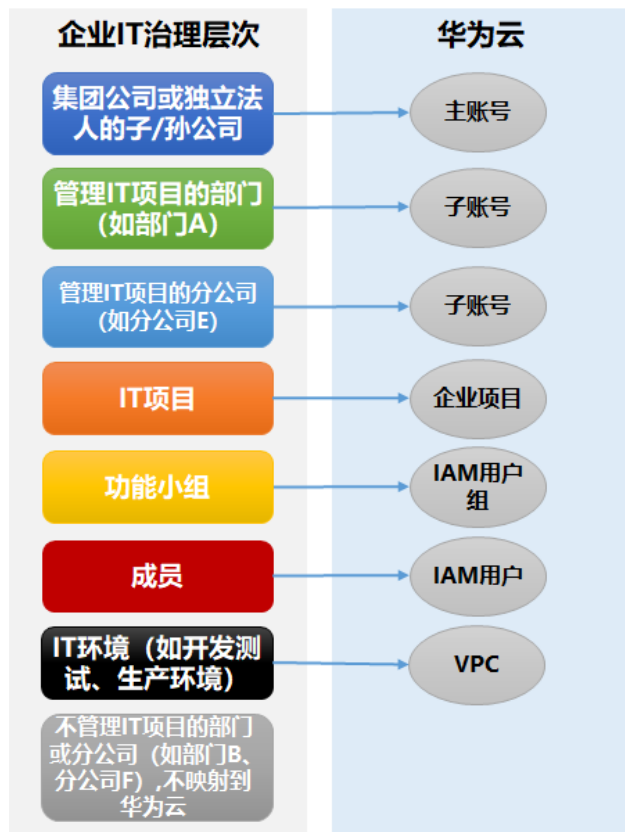 企业IT治理层次
华为云
集团公司或独立法
人的子/孙公司
主账号
管理IT项目的部门
(如部门A）
子账号
管理IT项目的分公司
(如分公司E)
子账号
IT项目
企业项目
功能小组
IAM用户
组
成员
IAM用户
IT环境（如开发测
试、生产环境）
VPC
不管理IT项目的部门
或分公司（如部门B、
分公司F）,不映射到
华为云